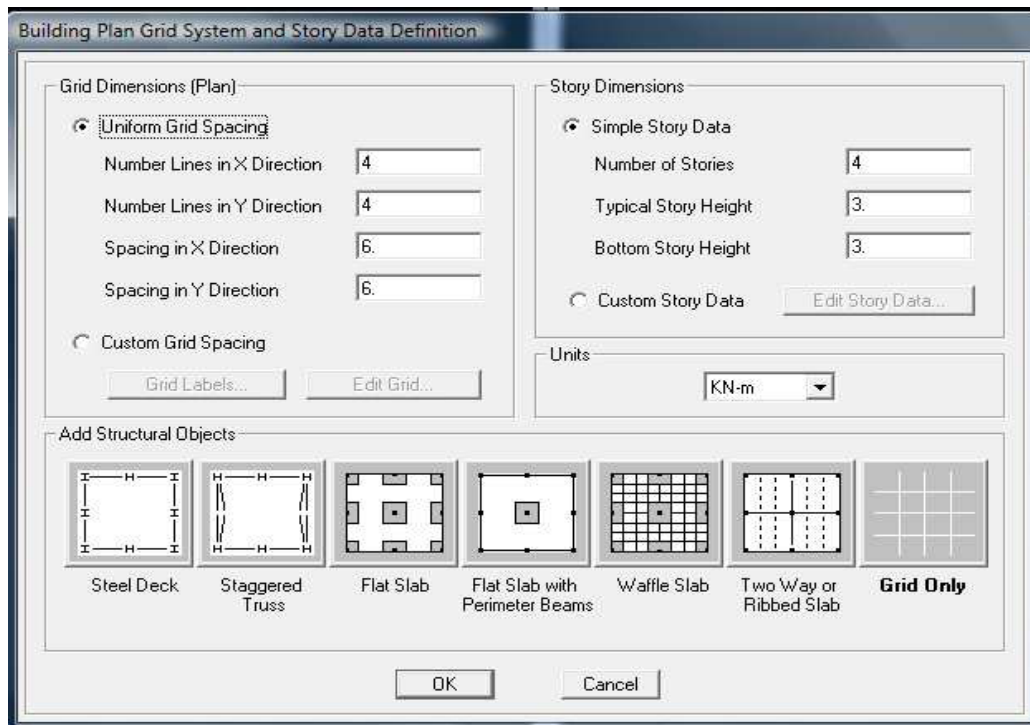 Building Plan Grid System and Story Data Definition
Grid Dimensions (Plan)
Uniform Grid Spacing
Number Lines in X Direction 4
Number Lines in Y Direction 4
Spacing in X Direction 6.
Spacing in Y Direction 6.
Custom Grid Spacing
Grid Labels... Edit Grid...
Story Dimensions
Simple Story Data
Number of Stories 4
Typical Story Height 3.
Bottom Story Height 3.
Custom Story Data Edit Story Data...
Units
KN-m
Add Structural Objects
Steel Deck
Staggered
Truss
Flat Slab
Flat Slab with
Perimeter Beams
Waffle Slab
Two Way or
Ribbed Slab
Grid Only
OK Cancel